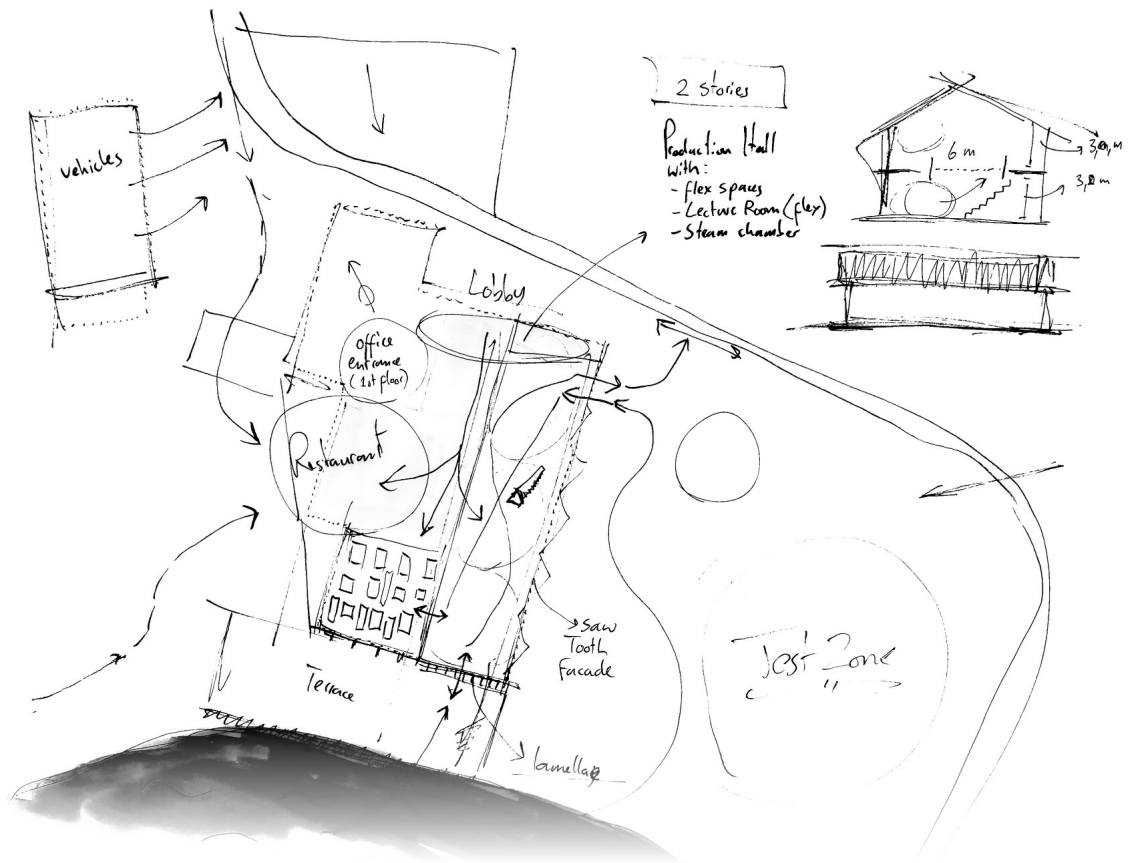 2 stories
Production Hall
with:
- flex spaces
- Lecture Room (flex)
- Steam chamber
6 m
3,0 m
vehicles
Lobby
office
entrance
(1st floor)
Restaurant
saw
Tooth
facade
Test Zone
Terrace
lamellae